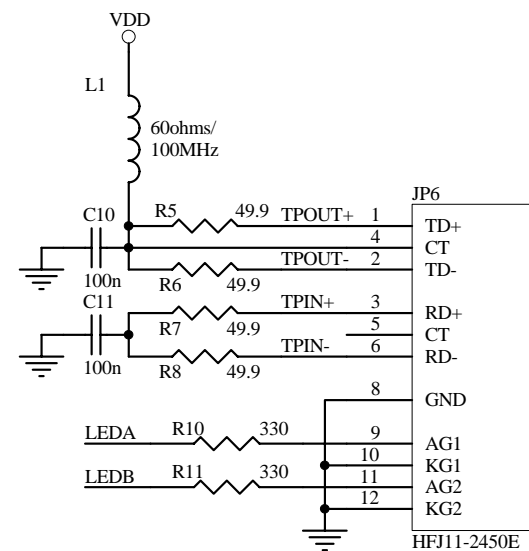 VDD
L1
60ohms/
100MHz
JP6
C10
R5 49.9 TPOUT+ 1 TD+
4 CT
100n
R6 49.9 TPOUT- 2 TD-
C11
R7 49.9 TPIN+ 3 RD+
5 CT
100n
R8 49.9 TPIN- 6 RD-
8 GND
LEDA R10 330 9 AG1
10 KG1
LEDB R11 330 11 AG2
12 KG2
HFJ11-2450E